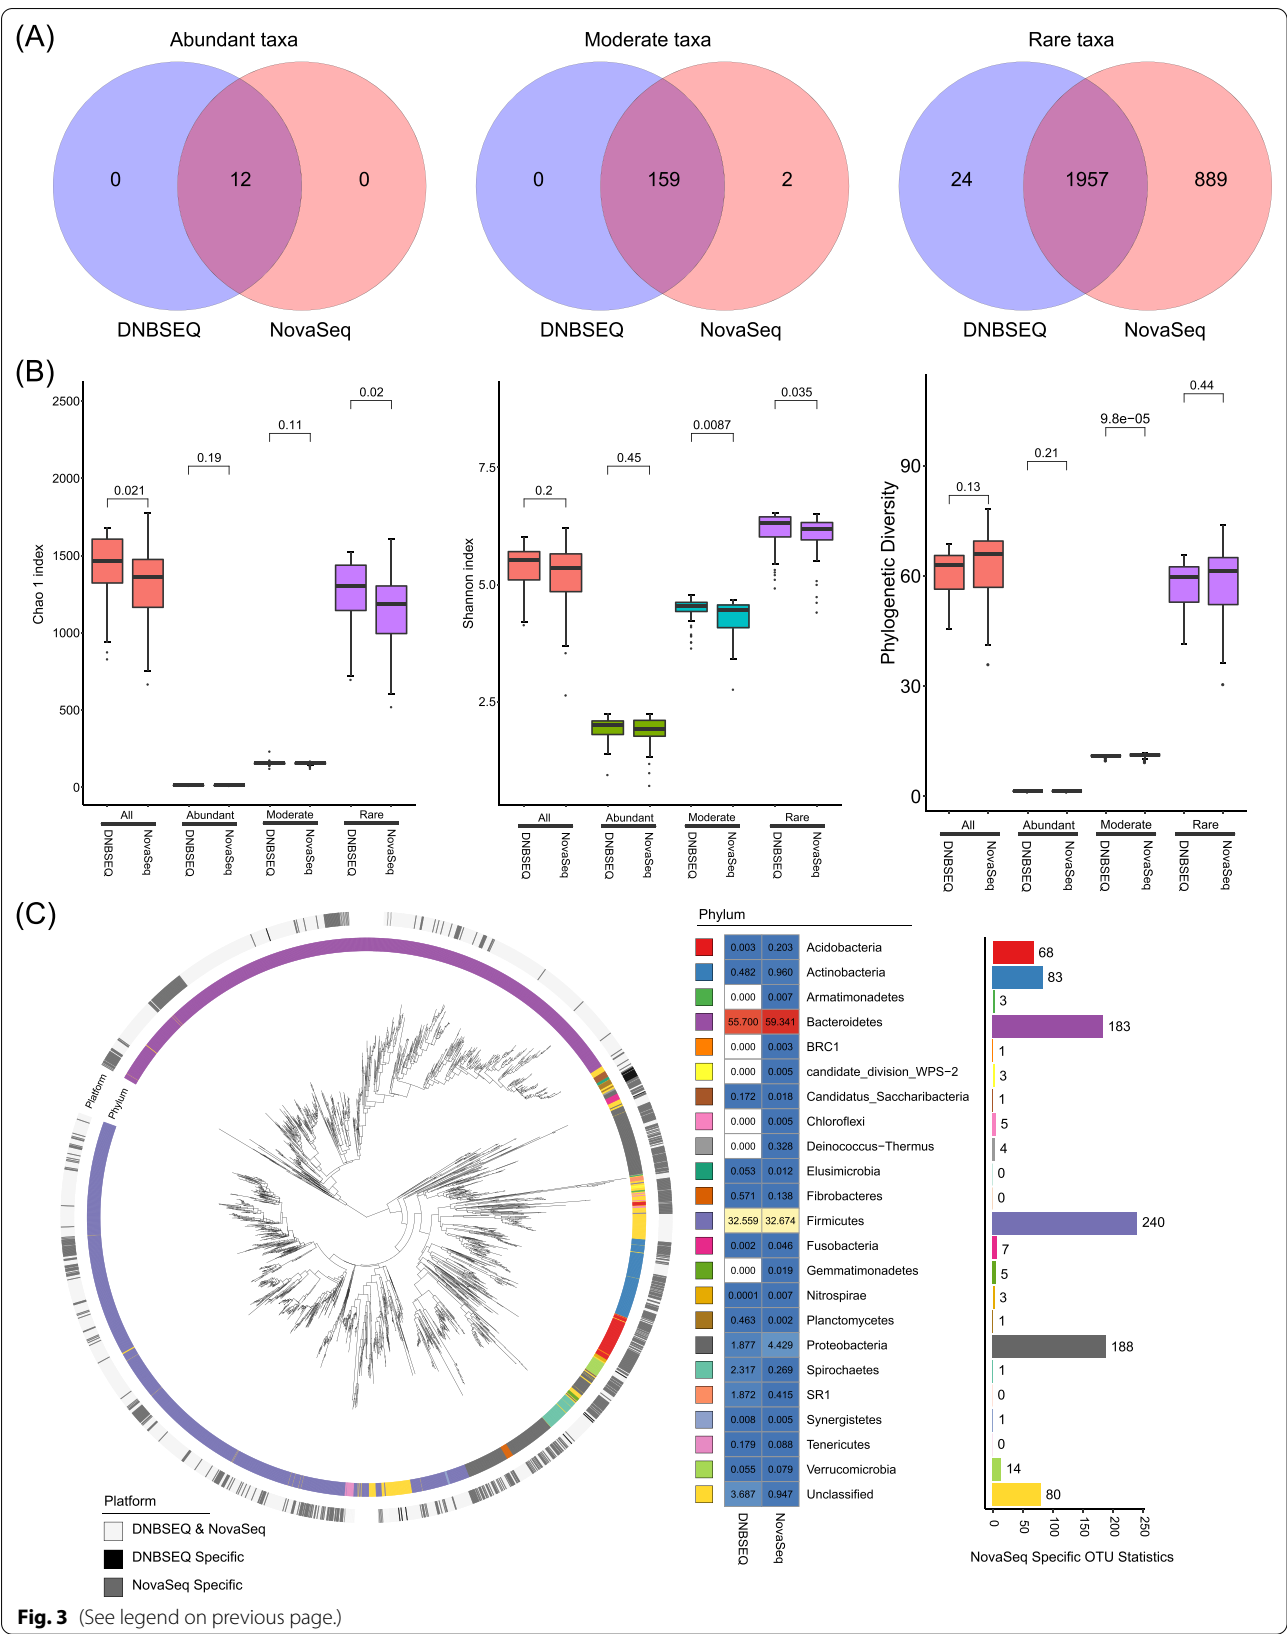 (A)
Abundant taxa
0
12
0
DNBSEQ
NovaSeq
Moderate taxa
0
159
2
DNBSEQ
NovaSeq
Rare taxa
24
1957
889
DNBSEQ
NovaSeq
(B)
Chao 1 index
2500
2000
1500
1000
500
0
0.021
0.19
0.11
0.02
All
Abundant
Moderate
Rare
DNBSEQ
NovaSeq
DNBSEQ
NovaSeq
DNBSEQ
NovaSeq
DNBSEQ
NovaSeq
Shannon index
7.5
5.0
2.5
0.2
0.45
0.0087
0.035
All
Abundant
Moderate
Rare
DNBSEQ
NovaSeq
DNBSEQ
NovaSeq
DNBSEQ
NovaSeq
DNBSEQ
NovaSeq
Phylogenetic Diversity
90
60
30
0
0.13
0.21
9.8e−05
0.44
All
Abundant
Moderate
Rare
DNBSEQ
NovaSeq
DNBSEQ
NovaSeq
DNBSEQ
NovaSeq
DNBSEQ
NovaSeq
(C)
Platform
Phylum
Platform
DNBSEQ & NovaSeq
DNBSEQ Specific
NovaSeq Specific
Phylum
0.003 0.203 Acidobacteria 68
0.482 0.960 Actinobacteria 83
0.000 0.007 Armatimonadetes 3
55.700 59.341 Bacteroidetes 183
0.000 0.003 BRC1 1
0.000 0.005 candidate_division_WPS−2 3
0.172 0.018 Candidatus_Saccharibacteria 1
0.000 0.005 Chloroflexi 5
0.000 0.328 Deinococcus−Thermus 4
0.053 0.012 Elusimicrobia 0
0.571 0.138 Fibrobacteres 0
32.559 32.674 Firmicutes 240
0.002 0.046 Fusobacteria 7
0.000 0.019 Gemmatimonadetes 5
0.0001 0.007 Nitrospirae 3
0.463 0.002 Planctomycetes 1
1.877 4.429 Proteobacteria 188
2.317 0.269 Spirochaetes 1
1.872 0.415 SR1 0
0.008 0.005 Synergistetes 1
0.179 0.088 Tenericutes 0
0.055 0.079 Verrucomicrobia 14
3.687 0.947 Unclassified 80
DNBSEQ
NovaSeq
0 50 100 150 200 250
NovaSeq Specific OTU Statistics
Fig. 3 (See legend on previous page.)